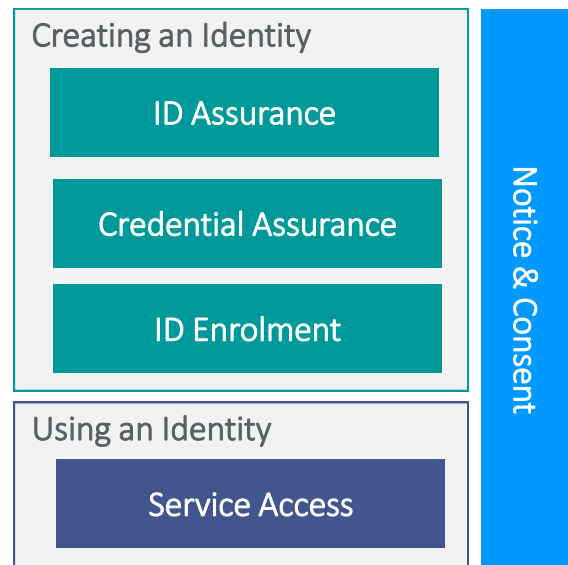 Creating an Identity
ID Assurance
Credential Assurance
ID Enrolment
Using an Identity
Service Access
Notice & Consent